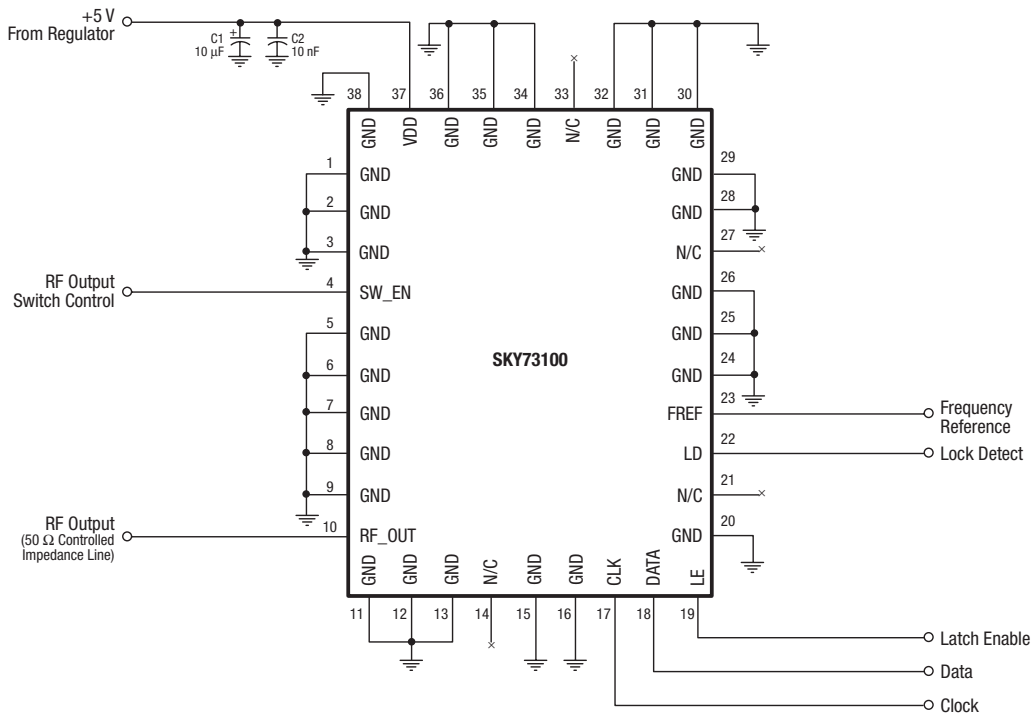 +5 V
From Regulator
C1
10 µF
+
C2
10 nF
38
37
36
35
34
33
32
31
30
GND
VDD
GND
GND
GND
N/C
GND
GND
GND
1
GND
2
GND
3
GND
RF Output
Switch Control
4
SW_EN
5
GND
6
GND
7
GND
8
GND
9
GND
RF Output
(50 Ω Controlled
Impedance Line)
10
RF_OUT
SKY73100
29
GND
28
GND
27
N/C
26
GND
25
GND
24
GND
23
FREF
Frequency
Reference
22
LD
Lock Detect
21
N/C
20
GND
GND
GND
GND
N/C
GND
GND
CLK
DATA
LE
11
12
13
14
15
16
17
18
19
Latch Enable
Data
Clock